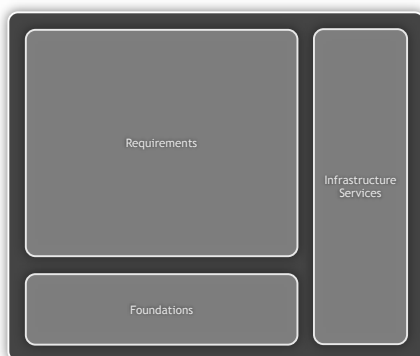 Requirements
Infrastructure
Services
Foundations